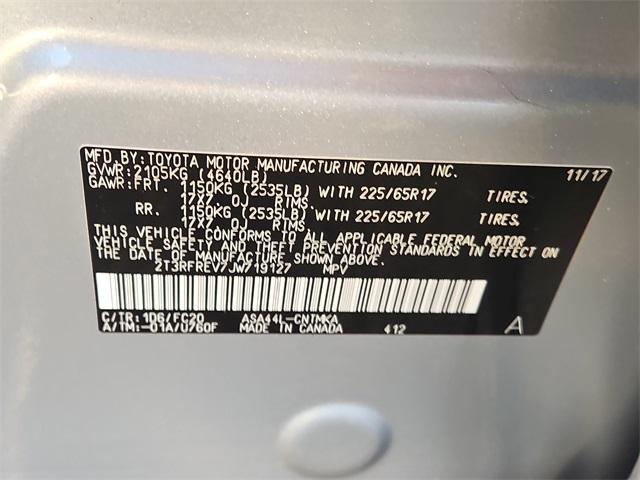 MFD.BY:TOYOTA MOTOR MANUFACTURING CANADA INC. 11/17
GVWR:2105KG (4640LB)
GAWR:FRT. 1150KG (2535LB) WITH 225/65R17 TIRES.
17X7.0J RIMS.
RR. 1150KG (2535LB) WITH 225/65R17 TIRES.
17X7.0J RIMS.
THIS VEHICLE CONFORMS TO ALL APPLICABLE FEDERAL MOTOR
VEHICLE SAFETY AND THEFT PREVENTION STANDARDS IN EFFECT ON
THE DATE OF MANUFACTURE SHOWN ABOVE.
2T3RFREV7JW719127 MPV
C/TR:1D6/FC20 ASA44L-CNTMKA
A/TM:-01A/U760F MADE IN CANADA 412 A